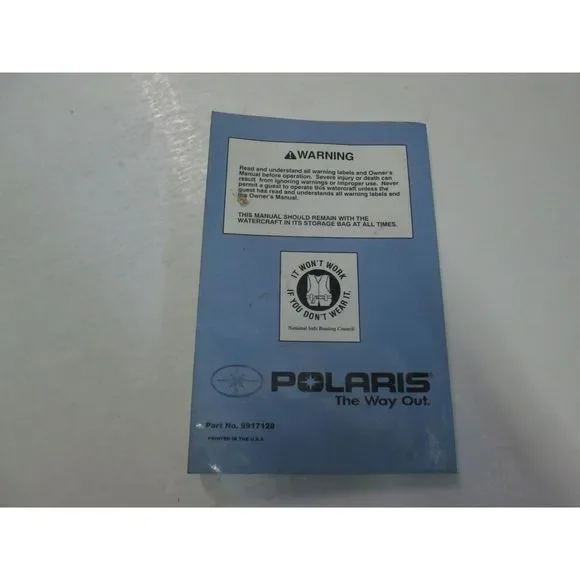 WARNING
Read and understand all warning labels and Owner's
Manual before operation. Severe injury or death can
result from ignoring warnings or improper use. Never
permit a guest to operate this watercraft unless the
guest has read and understands all warning labels and
the Owner's Manual.
THIS MANUAL SHOULD REMAIN WITH THE
WATERCRAFT IN ITS STORAGE BAG AT ALL TIMES.
IT WON'T WORK
IF YOU DON'T WEAR IT.
National Safe Boating Council
POLARIS®
The Way Out.
Part No. 9917128
PRINTED IN THE U.S.A.